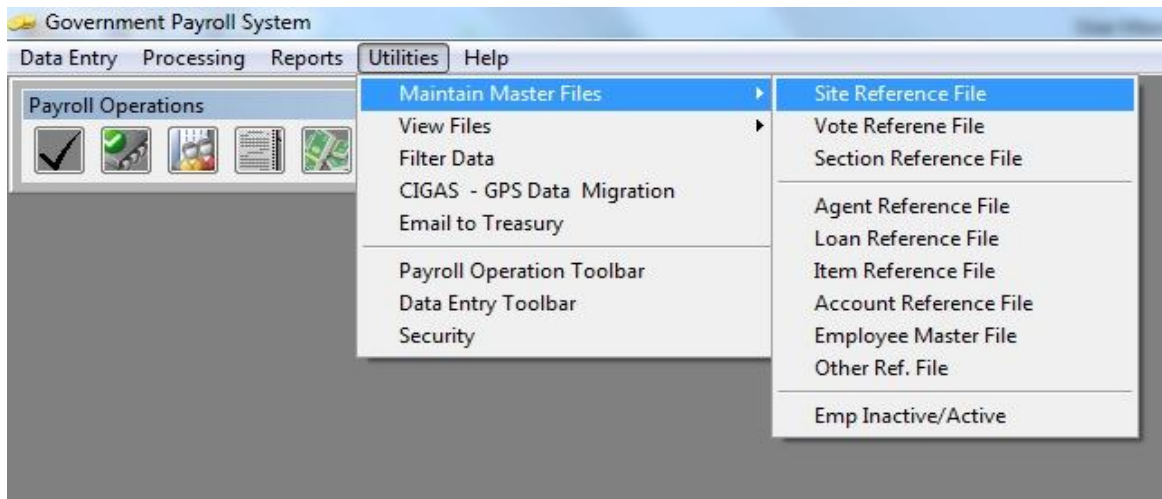 Government Payroll System
Data Entry Processing Reports Utilities Help
Payroll Operations
Maintain Master Files
View Files
Filter Data
CIGAS - GPS Data Migration
Email to Treasury
Payroll Operation Toolbar
Data Entry Toolbar
Security
Site Reference File
Vote Referene File
Section Reference File
Agent Reference File
Loan Reference File
Item Reference File
Account Reference File
Employee Master File
Other Ref. File
Emp Inactive/Active